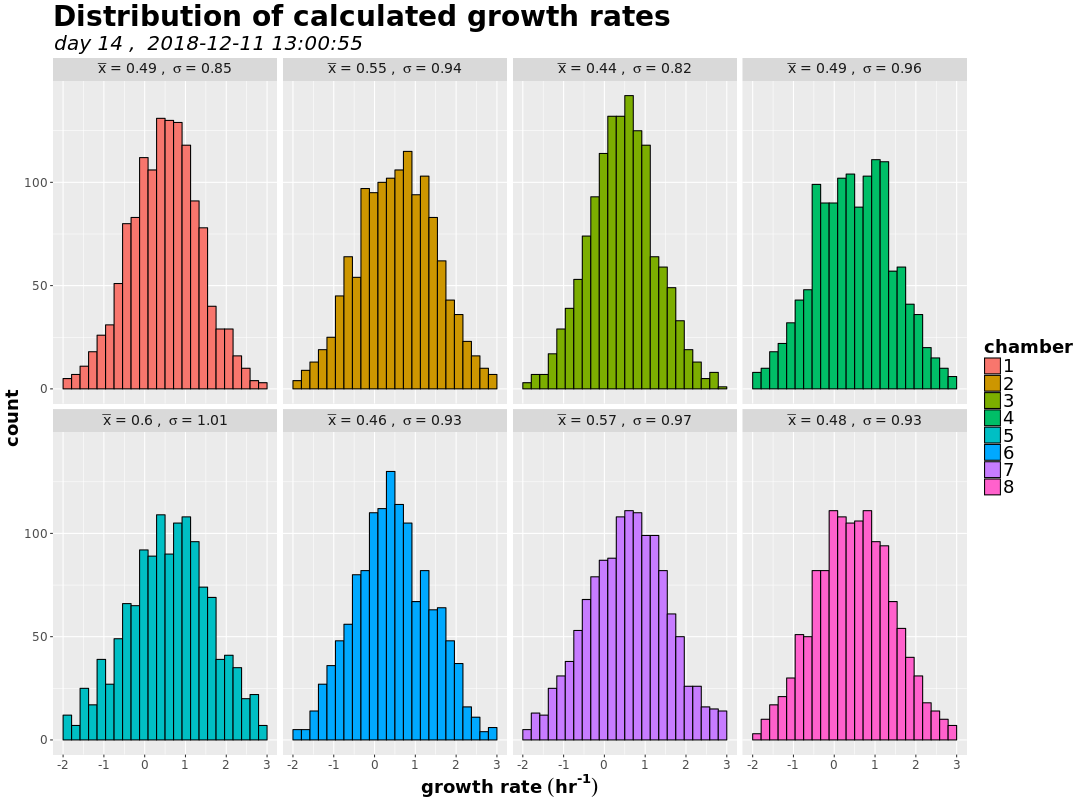 Distribution of calculated growth rates
day 14 ,  2018-12-11 13:00:55
x̅ = 0.49 ,  σ = 0.85
x̅ = 0.55 ,  σ = 0.94
x̅ = 0.44 ,  σ = 0.82
x̅ = 0.49 ,  σ = 0.96
100
50
0
x̅ = 0.6 ,  σ = 1.01
x̅ = 0.46 ,  σ = 0.93
x̅ = 0.57 ,  σ = 0.97
x̅ = 0.48 ,  σ = 0.93
100
50
0
-2 -1 0 1 2 3
-2 -1 0 1 2 3
-2 -1 0 1 2 3
-2 -1 0 1 2 3
growth rate (hr⁻¹)
count
chamber
1
2
3
4
5
6
7
8